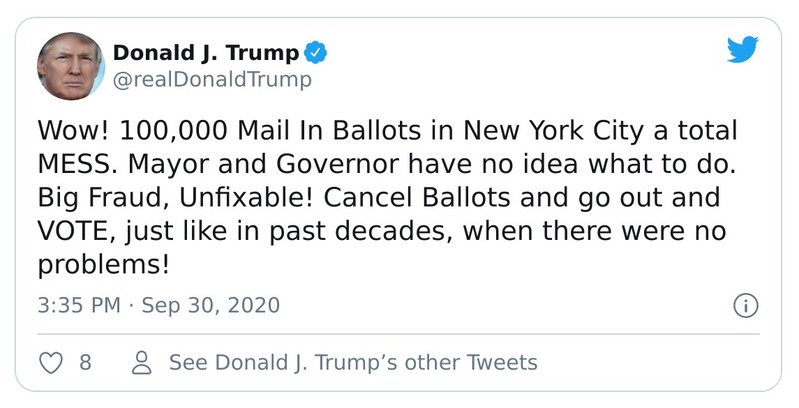 Donald J. Trump
@realDonaldTrump
Wow! 100,000 Mail In Ballots in New York City a total
MESS. Mayor and Governor have no idea what to do.
Big Fraud, Unfixable! Cancel Ballots and go out and
VOTE, just like in past decades, when there were no
problems!
3:35 PM · Sep 30, 2020
8 See Donald J. Trump’s other Tweets